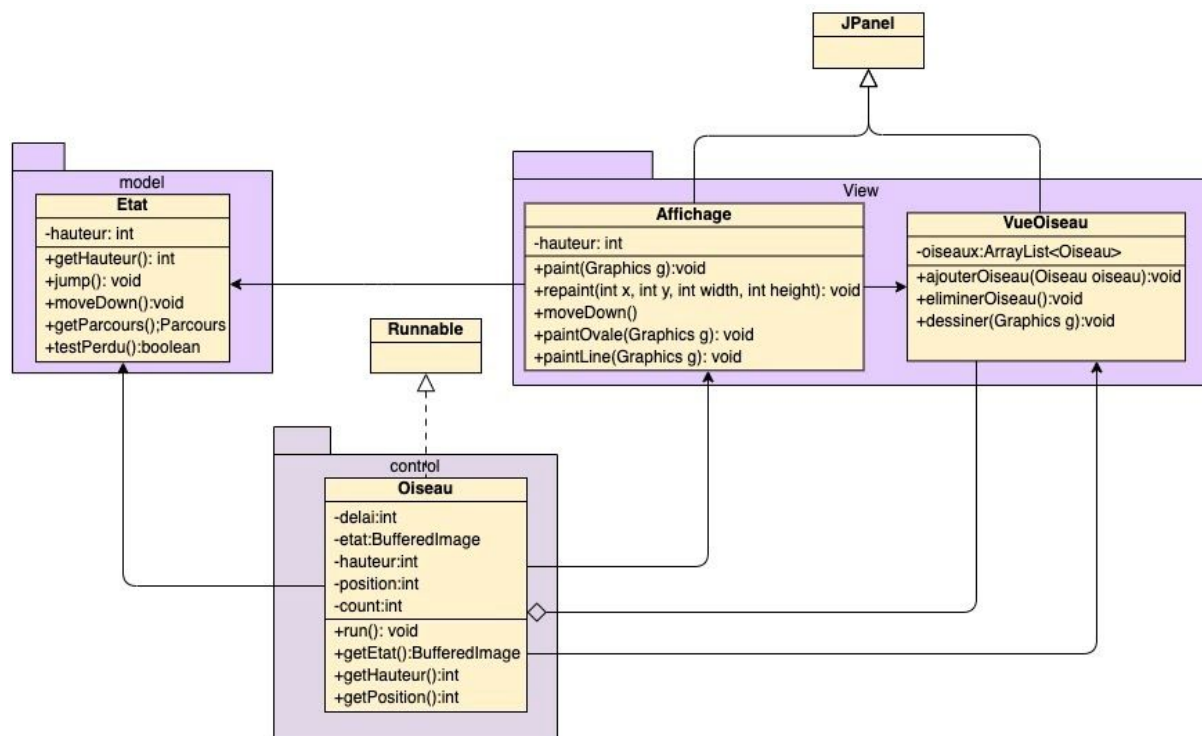 JPanel
model
Etat
-hauteur: int
+getHauteur(): int
+jump(): void
+moveDown():void
+getParcours();Parcours
+testPerdu():boolean
View
Affichage
-hauteur: int
+paint(Graphics g):void
+repaint(int x, int y, int width, int height): void
+moveDown()
+paintOvale(Graphics g): void
+paintLine(Graphics g): void
VueOiseau
-oiseaux:ArrayList<Oiseau>
+ajouterOiseau(Oiseau oiseau):void
+eliminerOiseau():void
+dessiner(Graphics g):void
Runnable
control
Oiseau
-delai:int
-etat:BufferedImage
-hauteur:int
-position:int
-count:int
+run(): void
+getEtat():BufferedImage
+getHauteur():int
+getPosition():int